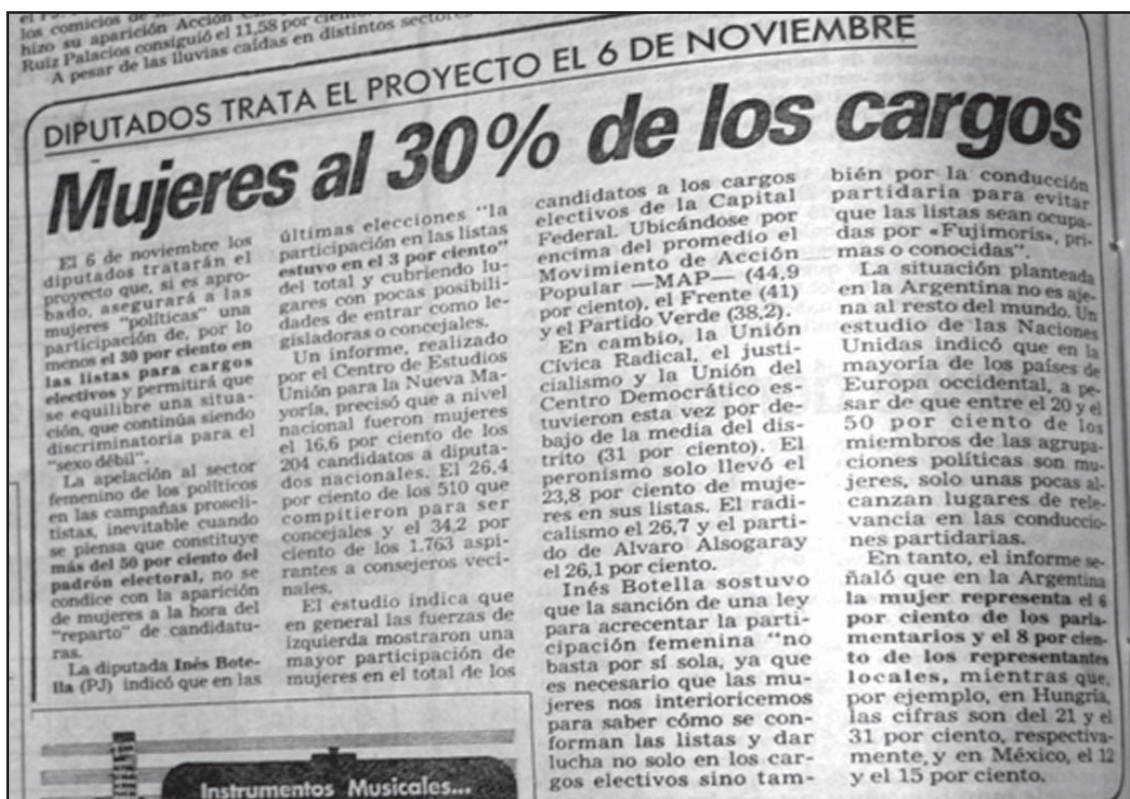 los comicios de
hizo su aparición Acción
Ruiz Palacios consiguió el 11,58 por ciento
A pesar de las lluvias caídas en distintos sectores
DIPUTADOS TRATA EL PROYECTO EL 6 DE NOVIEMBRE
Mujeres al 30% de los cargos
El 6 de noviembre los
diputados tratarán el
proyecto que, si es apro-
bado, asegurará a las
mujeres "políticas" una
participación de, por lo
menos el 30 por ciento en
las listas para cargos
electivos y permitirá que
se equilibre una situa-
ción, que continúa siendo
discriminatoria para el
"sexo débil".
La apelación al sector
femenino de los políticos
en las campañas proseli-
tistas, inevitable cuando
se piensa que constituye
más del 50 por ciento del
padrón electoral, no se
condice con la aparición
de mujeres a la hora del
"reparto" de candidatu-
ras.
La diputada Inés Bote-
lla (PJ) indicó que en las
últimas elecciones "la
participación en las listas
estuvo en el 3 por ciento"
del total y cubriendo lu-
gares con pocas posibili-
dades de entrar como le-
gisladoras o concejales.
Un informe, realizado
por el Centro de Estudios
Unión para la Nueva Ma-
yoría, precisó que a nivel
nacional fueron mujeres
el 16,6 por ciento de los
204 candidatos a diputa-
dos nacionales. El 26,4
por ciento de los 510 que
compitieron para ser
concejales y el 34,2 por
ciento de los 1.763 aspi-
rantes a consejeros veci-
nales.
El estudio indica que
en general las fuerzas de
izquierda mostraron una
mayor participación de
mujeres en el total de los
candidatos a los cargos
electivos de la Capital
Federal. Ubicándose por
encima del promedio el
Movimiento de Acción
Popular —MAP— (44,9
por ciento), el Frente (41)
y el Partido Verde (38,2).
En cambio, la Unión
Cívica Radical, el justi-
cialismo y la Unión del
Centro Democrático es-
tuvieron esta vez por de-
bajo de la media del dis-
trito (31 por ciento). El
peronismo solo llevó el
23,8 por ciento de muje-
res en sus listas. El radi-
calismo el 26,7 y el parti-
do de Alvaro Alsogaray
el 26,1 por ciento.
Inés Botella sostuvo
que la sanción de una ley
para acrecentar la parti-
cipación femenina "no
basta por sí sola, ya que
es necesario que las mu-
jeres nos interioricemos
para saber cómo se con-
forman las listas y dar
lucha no solo en los car-
gos electivos sino tam-
bién por la conducción
partidaria para evitar
que las listas sean ocupa-
das por «Fujimoris», pri-
mas o conocidas".
La situación planteada
en la Argentina no es aje-
na al resto del mundo. Un
estudio de las Naciones
Unidas indicó que en la
mayoría de los países de
Europa occidental, a pe-
sar de que entre el 20 y el
50 por ciento de los
miembros de las agrupa-
ciones políticas son mu-
jeres, solo unas pocas al-
canzan lugares de rele-
vancia en las conduccio-
nes partidarias.
En tanto, el informe se-
ñaló que en la Argentina
la mujer representa el 6
por ciento de los parla-
mentarios y el 8 por cien-
to de los representantes
locales, mientras que,
por ejemplo, en Hungría,
las cifras son del 21 y el
31 por ciento, respectiva-
mente, y en México, el 12
y el 15 por ciento.
Instrumentos Musicales...